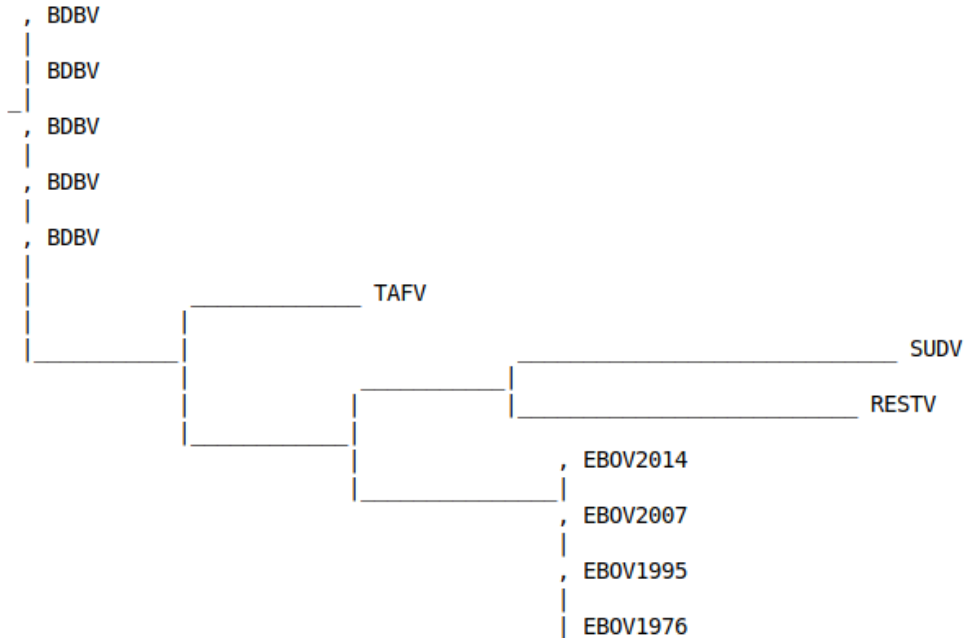 BDBV
BDBV
BDBV
BDBV
BDBV
TAFV
SUDV
RESTV
EBOV2014
EBOV2007
EBOV1995
EBOV1976